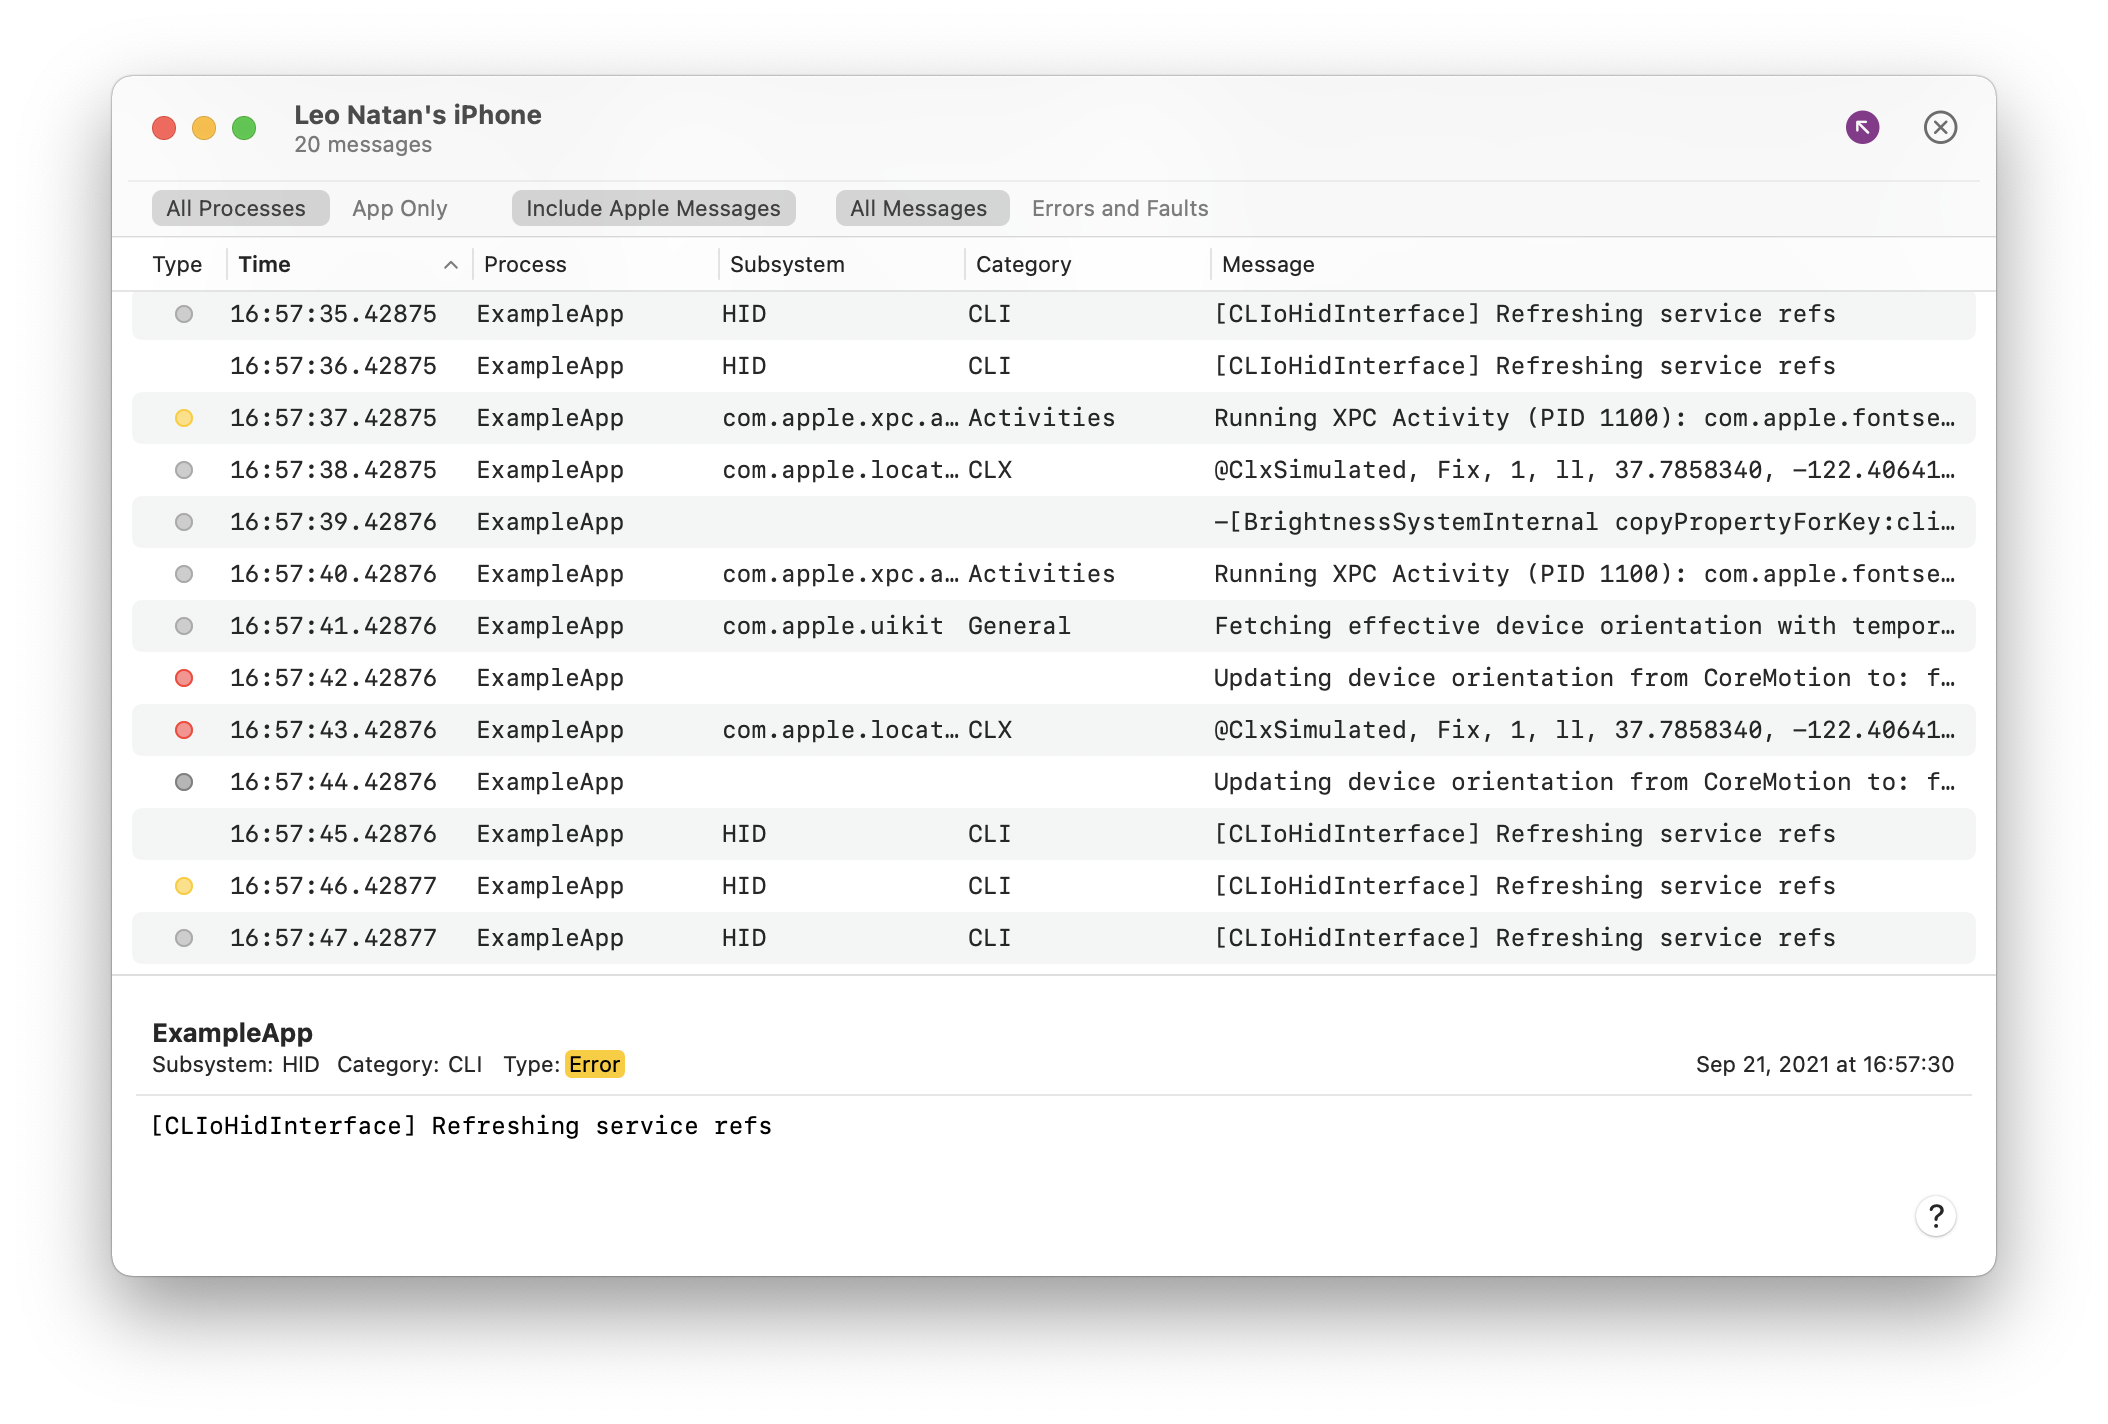 Leo Natan's iPhone
20 messages
All Processes App Only Include Apple Messages All Messages Errors and Faults
Type Time Process Subsystem Category Message
16:57:35.42875 ExampleApp HID CLI [CLIoHidInterface] Refreshing service refs
16:57:36.42875 ExampleApp HID CLI [CLIoHidInterface] Refreshing service refs
16:57:37.42875 ExampleApp com.apple.xpc.a… Activities Running XPC Activity (PID 1100): com.apple.fontse…
16:57:38.42875 ExampleApp com.apple.locat… CLX @ClxSimulated, Fix, 1, ll, 37.7858340, -122.40641…
16:57:39.42876 ExampleApp -[BrightnessSystemInternal copyPropertyForKey:cli…
16:57:40.42876 ExampleApp com.apple.xpc.a… Activities Running XPC Activity (PID 1100): com.apple.fontse…
16:57:41.42876 ExampleApp com.apple.uikit General Fetching effective device orientation with tempor…
16:57:42.42876 ExampleApp Updating device orientation from CoreMotion to: f…
16:57:43.42876 ExampleApp com.apple.locat… CLX @ClxSimulated, Fix, 1, ll, 37.7858340, -122.40641…
16:57:44.42876 ExampleApp Updating device orientation from CoreMotion to: f…
16:57:45.42876 ExampleApp HID CLI [CLIoHidInterface] Refreshing service refs
16:57:46.42877 ExampleApp HID CLI [CLIoHidInterface] Refreshing service refs
16:57:47.42877 ExampleApp HID CLI [CLIoHidInterface] Refreshing service refs
ExampleApp
Subsystem: HID Category: CLI Type: Error Sep 21, 2021 at 16:57:30
[CLIoHidInterface] Refreshing service refs
?